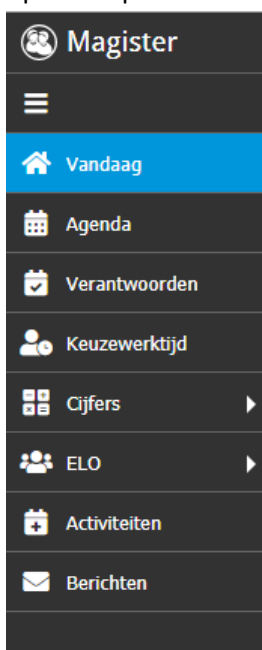 Magister
Vandaag
Agenda
Verantwoorden
Keuzewerktijd
Cijfers
ELO
Activiteiten
Berichten